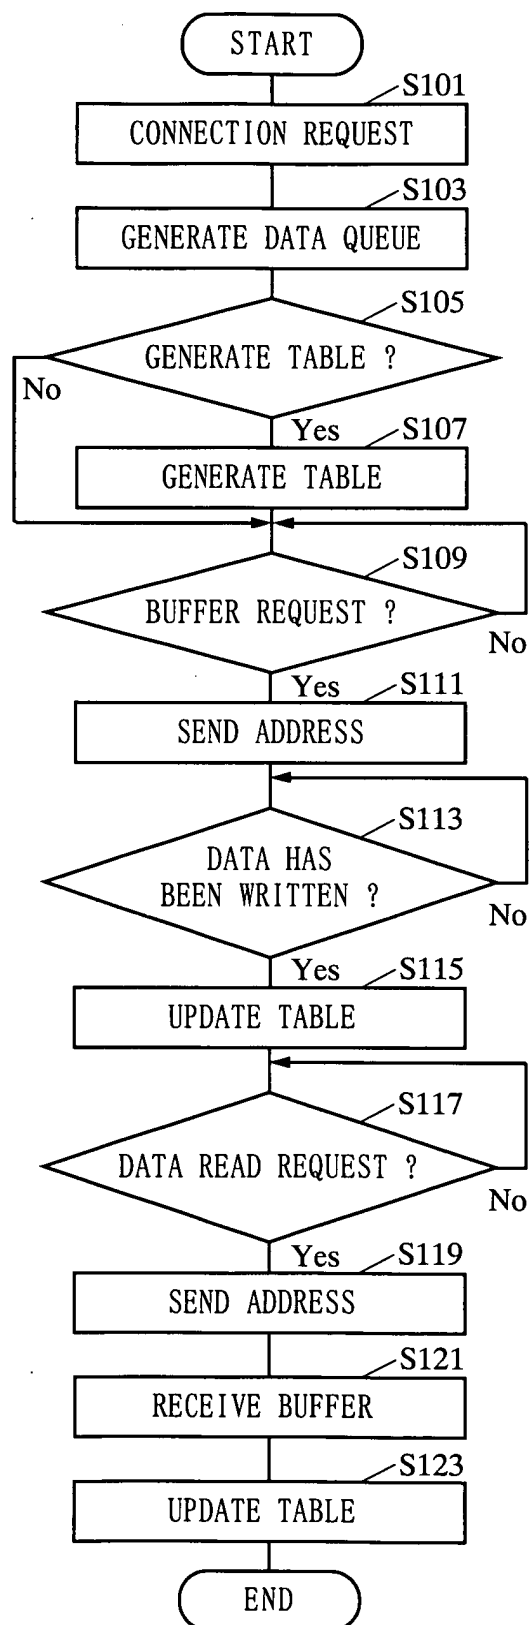 START
S101
CONNECTION REQUEST
S103
GENERATE DATA QUEUE
S105
GENERATE TABLE ?
No
Yes
S107
GENERATE TABLE
S109
BUFFER REQUEST ?
No
Yes
S111
SEND ADDRESS
S113
DATA HAS
BEEN WRITTEN ?
No
Yes
S115
UPDATE TABLE
S117
DATA READ REQUEST ?
No
Yes
S119
SEND ADDRESS
S121
RECEIVE BUFFER
S123
UPDATE TABLE
END